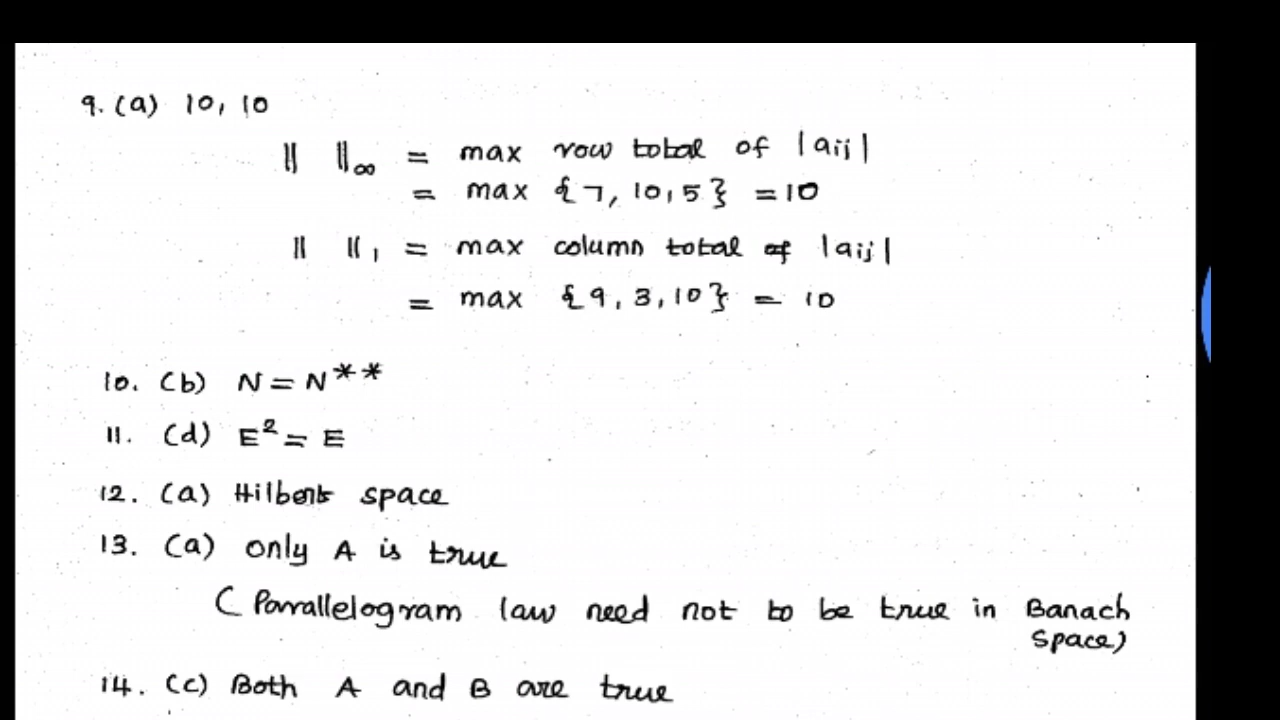 9. (a) 10, 10
|| ||∞ = max row total of |aij|
= max {7, 10, 5} = 10
|| ||1 = max column total of |aij|
= max {9, 3, 10} = 10
10. (b) N = N**
11. (d) E² = E
12. (a) Hilbert space
13. (a) Only A is true
( Parallelogram law need not to be true in Banach
space)
14. (c) Both A and B are true